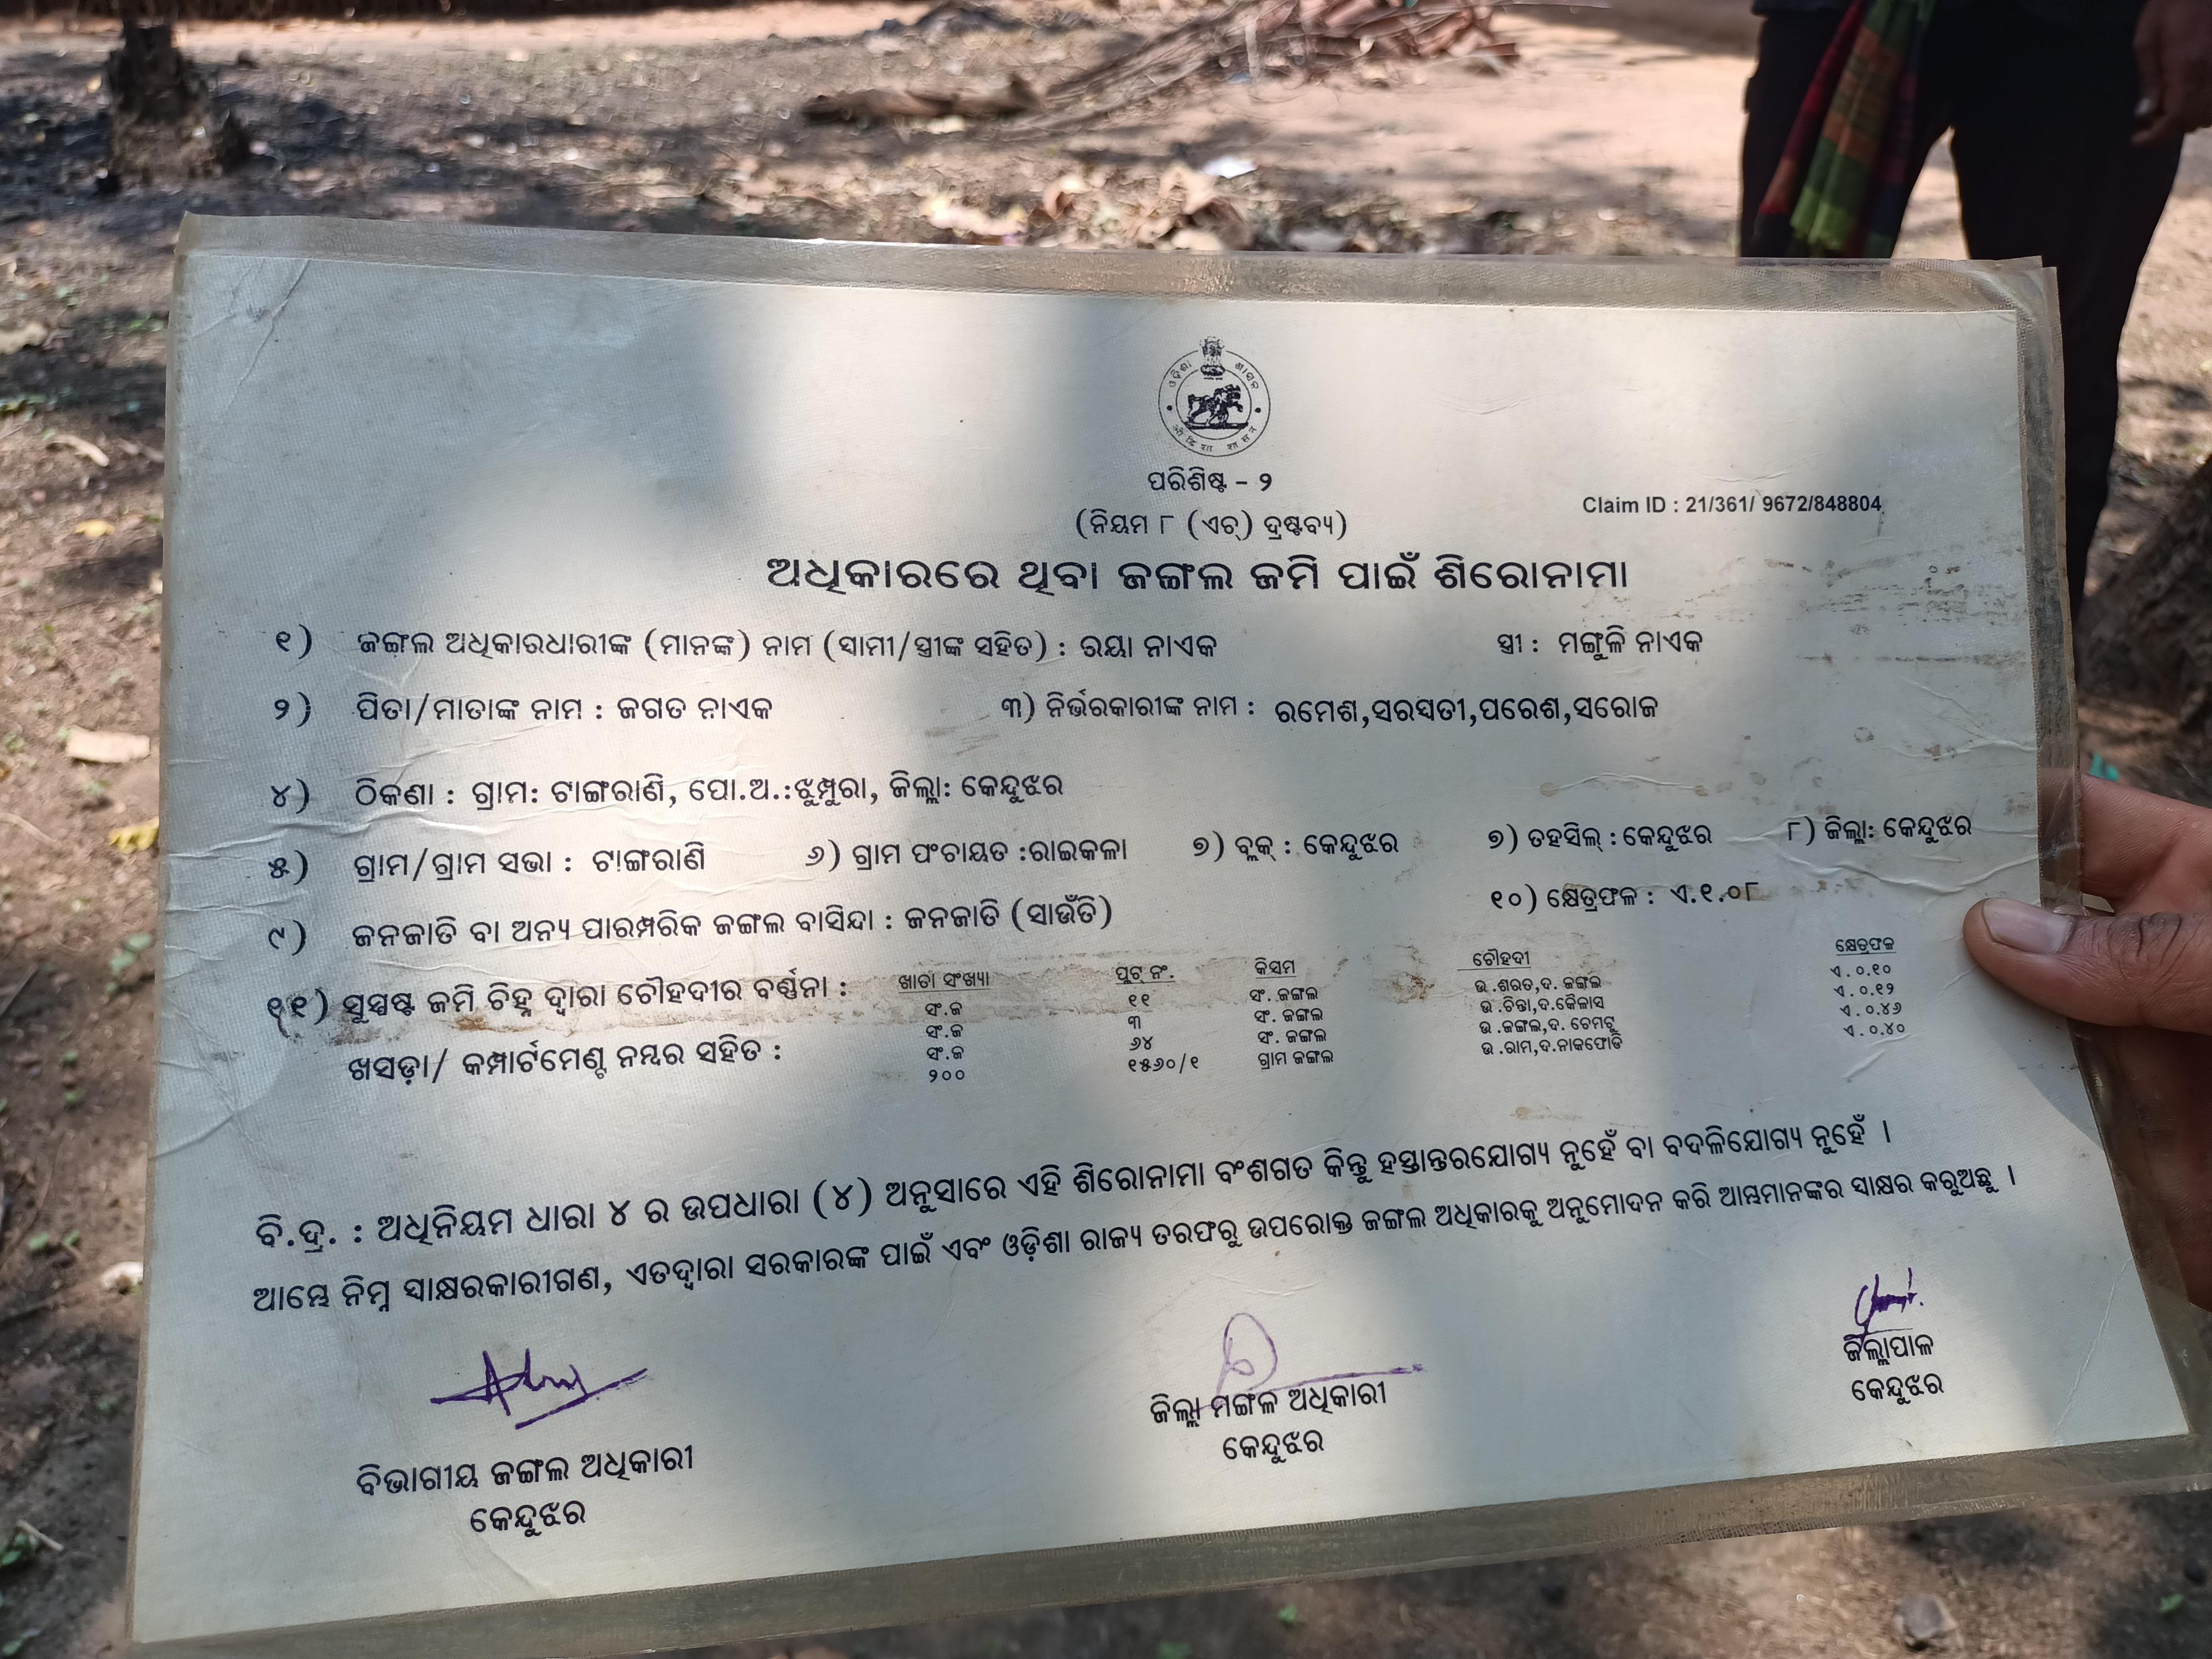 ଓଡ଼ିଶା ଶାସନ
ओड़िशा शासन
ପରିଶିଷ୍ଟ - ୨
(ନିୟମ ୮ (ଏଚ୍) ଦ୍ରଷ୍ଟବ୍ୟ)
Claim ID : 21/361/ 9672/848804
ଅଧିକାରରେ ଥିବା ଜଙ୍ଗଲ ଜମି ପାଇଁ ଶିରୋନାମା
୧) ଜଙ୍ଗଲ ଅଧିକାରଧାରୀଙ୍କ (ମାନଙ୍କ) ନାମ (ସ୍ଵାମୀ/ସ୍ତ୍ରୀଙ୍କ ସହିତ) : ରୟା ନାଏକ ସ୍ତ୍ରୀ : ମଙ୍ଗୁଳି ନାଏକ
୨) ପିତା/ମାତାଙ୍କ ନାମ : ଜଗତ ନାଏକ ୩) ନିର୍ଭରକାରୀଙ୍କ ନାମ : ରମେଶ,ସରସ୍ଵତୀ,ପରେଶ,ସରୋଜ
୪) ଠିକଣା : ଗ୍ରାମ: ଟାଙ୍ଗରାଣି, ପୋ.ଅ.:ଝୁମ୍ପୁରା, ଜିଲ୍ଲା: କେନ୍ଦୁଝର
୫) ଗ୍ରାମ/ଗ୍ରାମ ସଭା : ଟାଙ୍ଗରାଣି ୬) ଗ୍ରାମ ପଂଚାୟତ :ରାଇକଳା ୭) ବ୍ଲକ୍ : କେନ୍ଦୁଝର ୭) ତହସିଲ୍ : କେନ୍ଦୁଝର ୮) ଜିଲ୍ଲା: କେନ୍ଦୁଝର
୯) ଜନଜାତି ବା ଅନ୍ୟ ପାରମ୍ପରିକ ଜଙ୍ଗଲ ବାସିନ୍ଦା : ଜନଜାତି (ସାଉଁତି) ୧୦) କ୍ଷେତ୍ରଫଳ : ଏ.୧.୦୮
୧୧) ସୁସ୍ପଷ୍ଟ ଜମି ଚିହ୍ନ ଦ୍ଵାରା ଚୌହଦୀର ବର୍ଣ୍ଣନା :
ଖସଡ଼ା/ କମ୍ପାର୍ଟମେଣ୍ଟ ନମ୍ବର ସହିତ :
ଖାତା ସଂଖ୍ୟା ପ୍ଲଟ୍ ନଂ. କିସମ ଚୌହଦୀ କ୍ଷେତ୍ରଫଳ
ସଂ.ଜ ୧୧ ସଂ. ଜଙ୍ଗଲ ଉ.ଶରତ,ଦ. ଜଙ୍ଗଲ ଏ.୦.୧୦
ସଂ.ଜ ୩ ସଂ. ଜଙ୍ଗଲ ଉ.ଚିନ୍ତା,ଦ.କୈଳାସ ଏ.୦.୧୨
ସଂ.ଜ ୬୪ ସଂ. ଜଙ୍ଗଲ ଉ.ଜଙ୍ଗଲ,ଦ. ଏ.୦.୪୬
୨୦୦ ୧୫୬୦/୧ ଗ୍ରାମ ଜଙ୍ଗଲ ଉ.ରାମ,ଦ.ନାକଫୋଡି ଏ.୦.୪୦
ବି.ଦ୍ର. : ଅଧିନିୟମ ଧାରା ୪ ର ଉପଧାରା (୪) ଅନୁସାରେ ଏହି ଶିରୋନାମା ବଂଶଗତ କିନ୍ତୁ ହସ୍ତାନ୍ତରଯୋଗ୍ୟ ନୁହେଁ ବା ବଦଳିଯୋଗ୍ୟ ନୁହେଁ ।
ଆମ୍ଭେ ନିମ୍ନ ସ୍ଵାକ୍ଷରକାରୀଗଣ, ଏତଦ୍ଵାରା ସରକାରଙ୍କ ପାଇଁ ଏବଂ ଓଡ଼ିଶା ରାଜ୍ୟ ତରଫରୁ ଉପରୋକ୍ତ ଜଙ୍ଗଲ ଅଧିକାରକୁ ଅନୁମୋଦନ କରି ଆମ୍ଭମାନଙ୍କର ସ୍ଵାକ୍ଷର କରୁଅଛୁ ।
ବିଭାଗୀୟ ଜଙ୍ଗଲ ଅଧିକାରୀ
କେନ୍ଦୁଝର
ଜିଲ୍ଲା ମଙ୍ଗଳ ଅଧିକାରୀ
କେନ୍ଦୁଝର
ଜିଲ୍ଲାପାଳ
କେନ୍ଦୁଝର